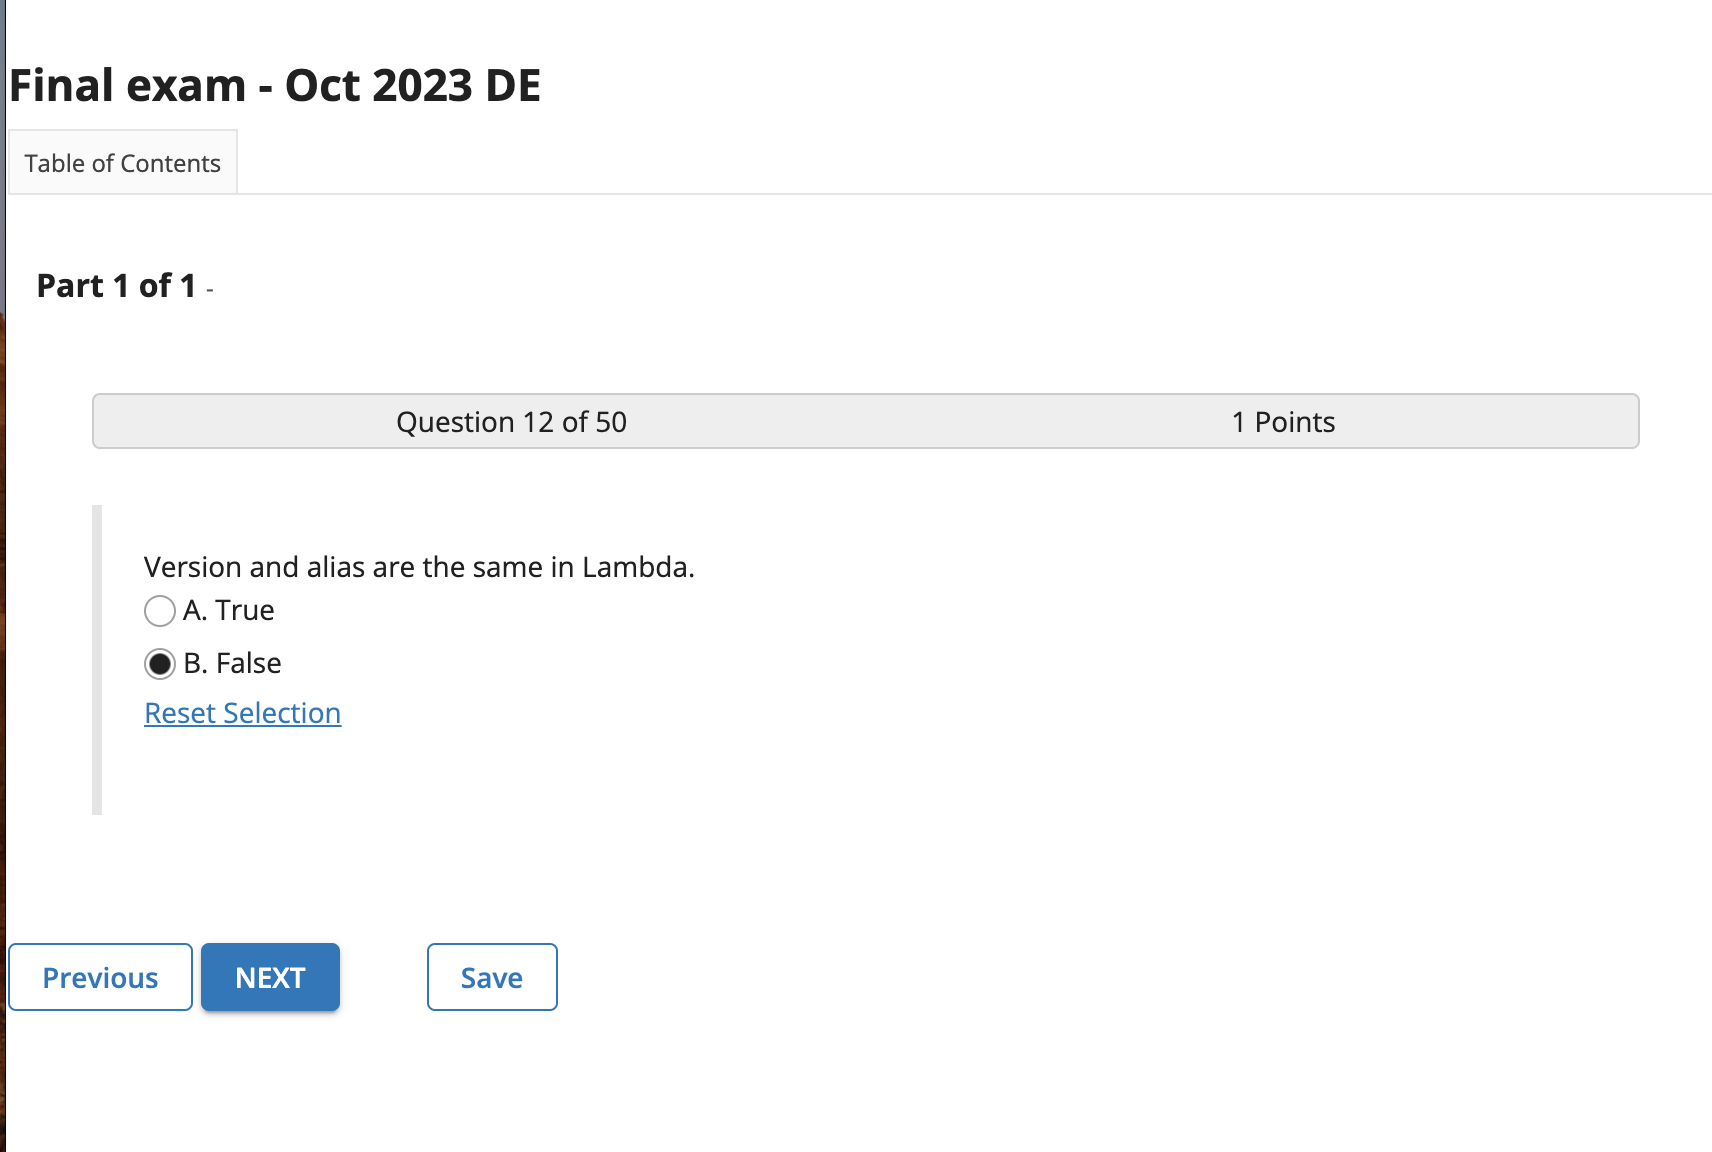 Final exam - Oct 2023 DE
Table of Contents
Part 1 of 1 -
Question 12 of 50 1 Points
Version and alias are the same in Lambda.
A. True
B. False
Reset Selection
Previous NEXT Save